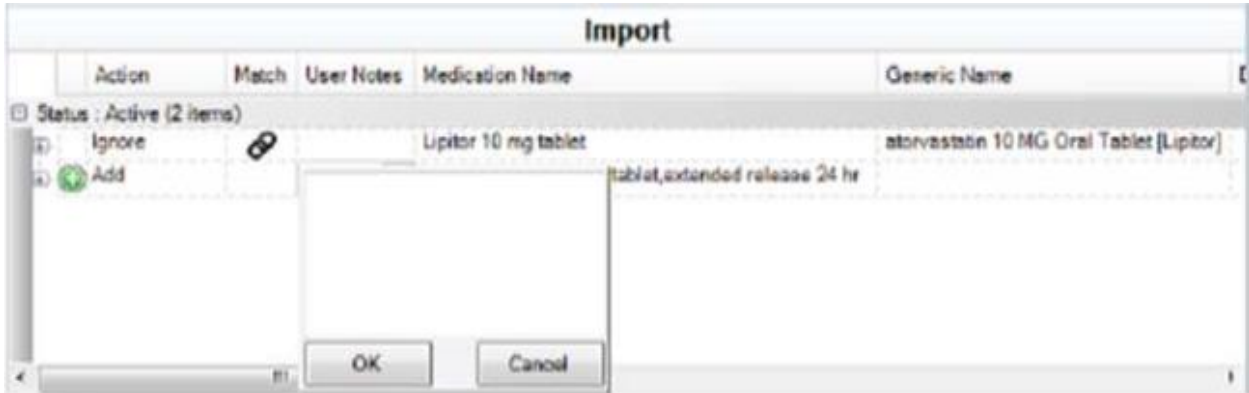 Import
Action Match User Notes Medication Name Generic Name
Status : Active (2 items)
Ignore Lipitor 10 mg tablet atorvastatin 10 MG Oral Tablet [Lipitor]
Add tablet,extended release 24 hr
OK Cancel